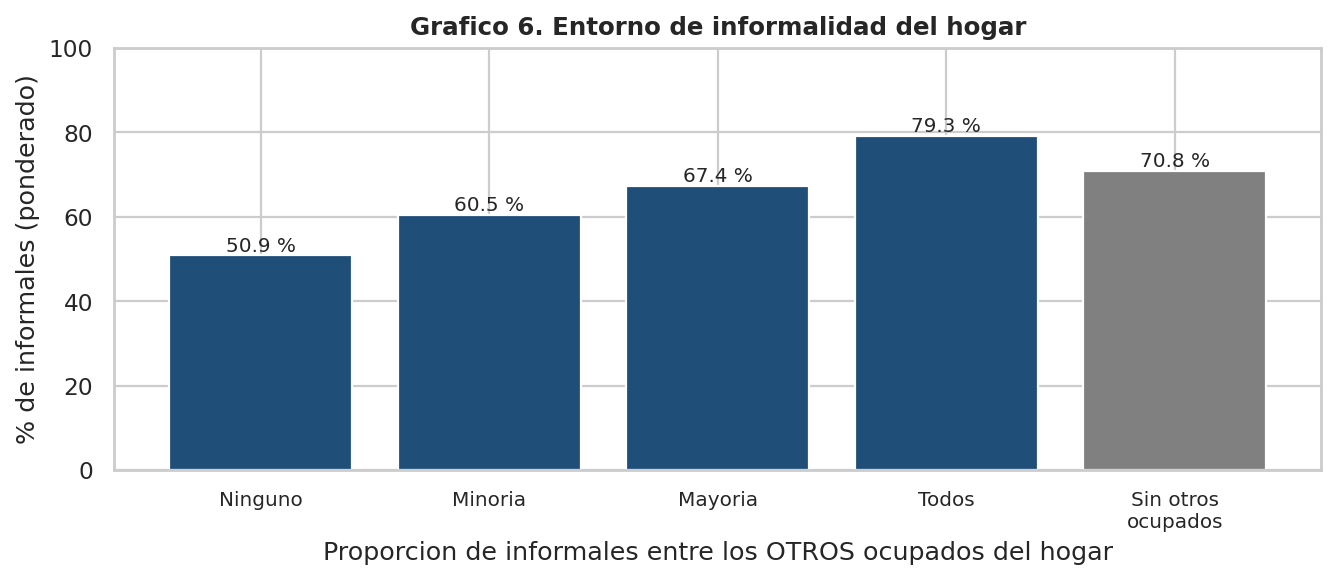 Grafico 6. Entorno de informalidad del hogar
% de informales (ponderado)
100
80
60
40
20
0
50.9 %
60.5 %
67.4 %
79.3 %
70.8 %
Ninguno
Minoria
Mayoria
Todos
Sin otros
ocupados
Proporcion de informales entre los OTROS ocupados del hogar